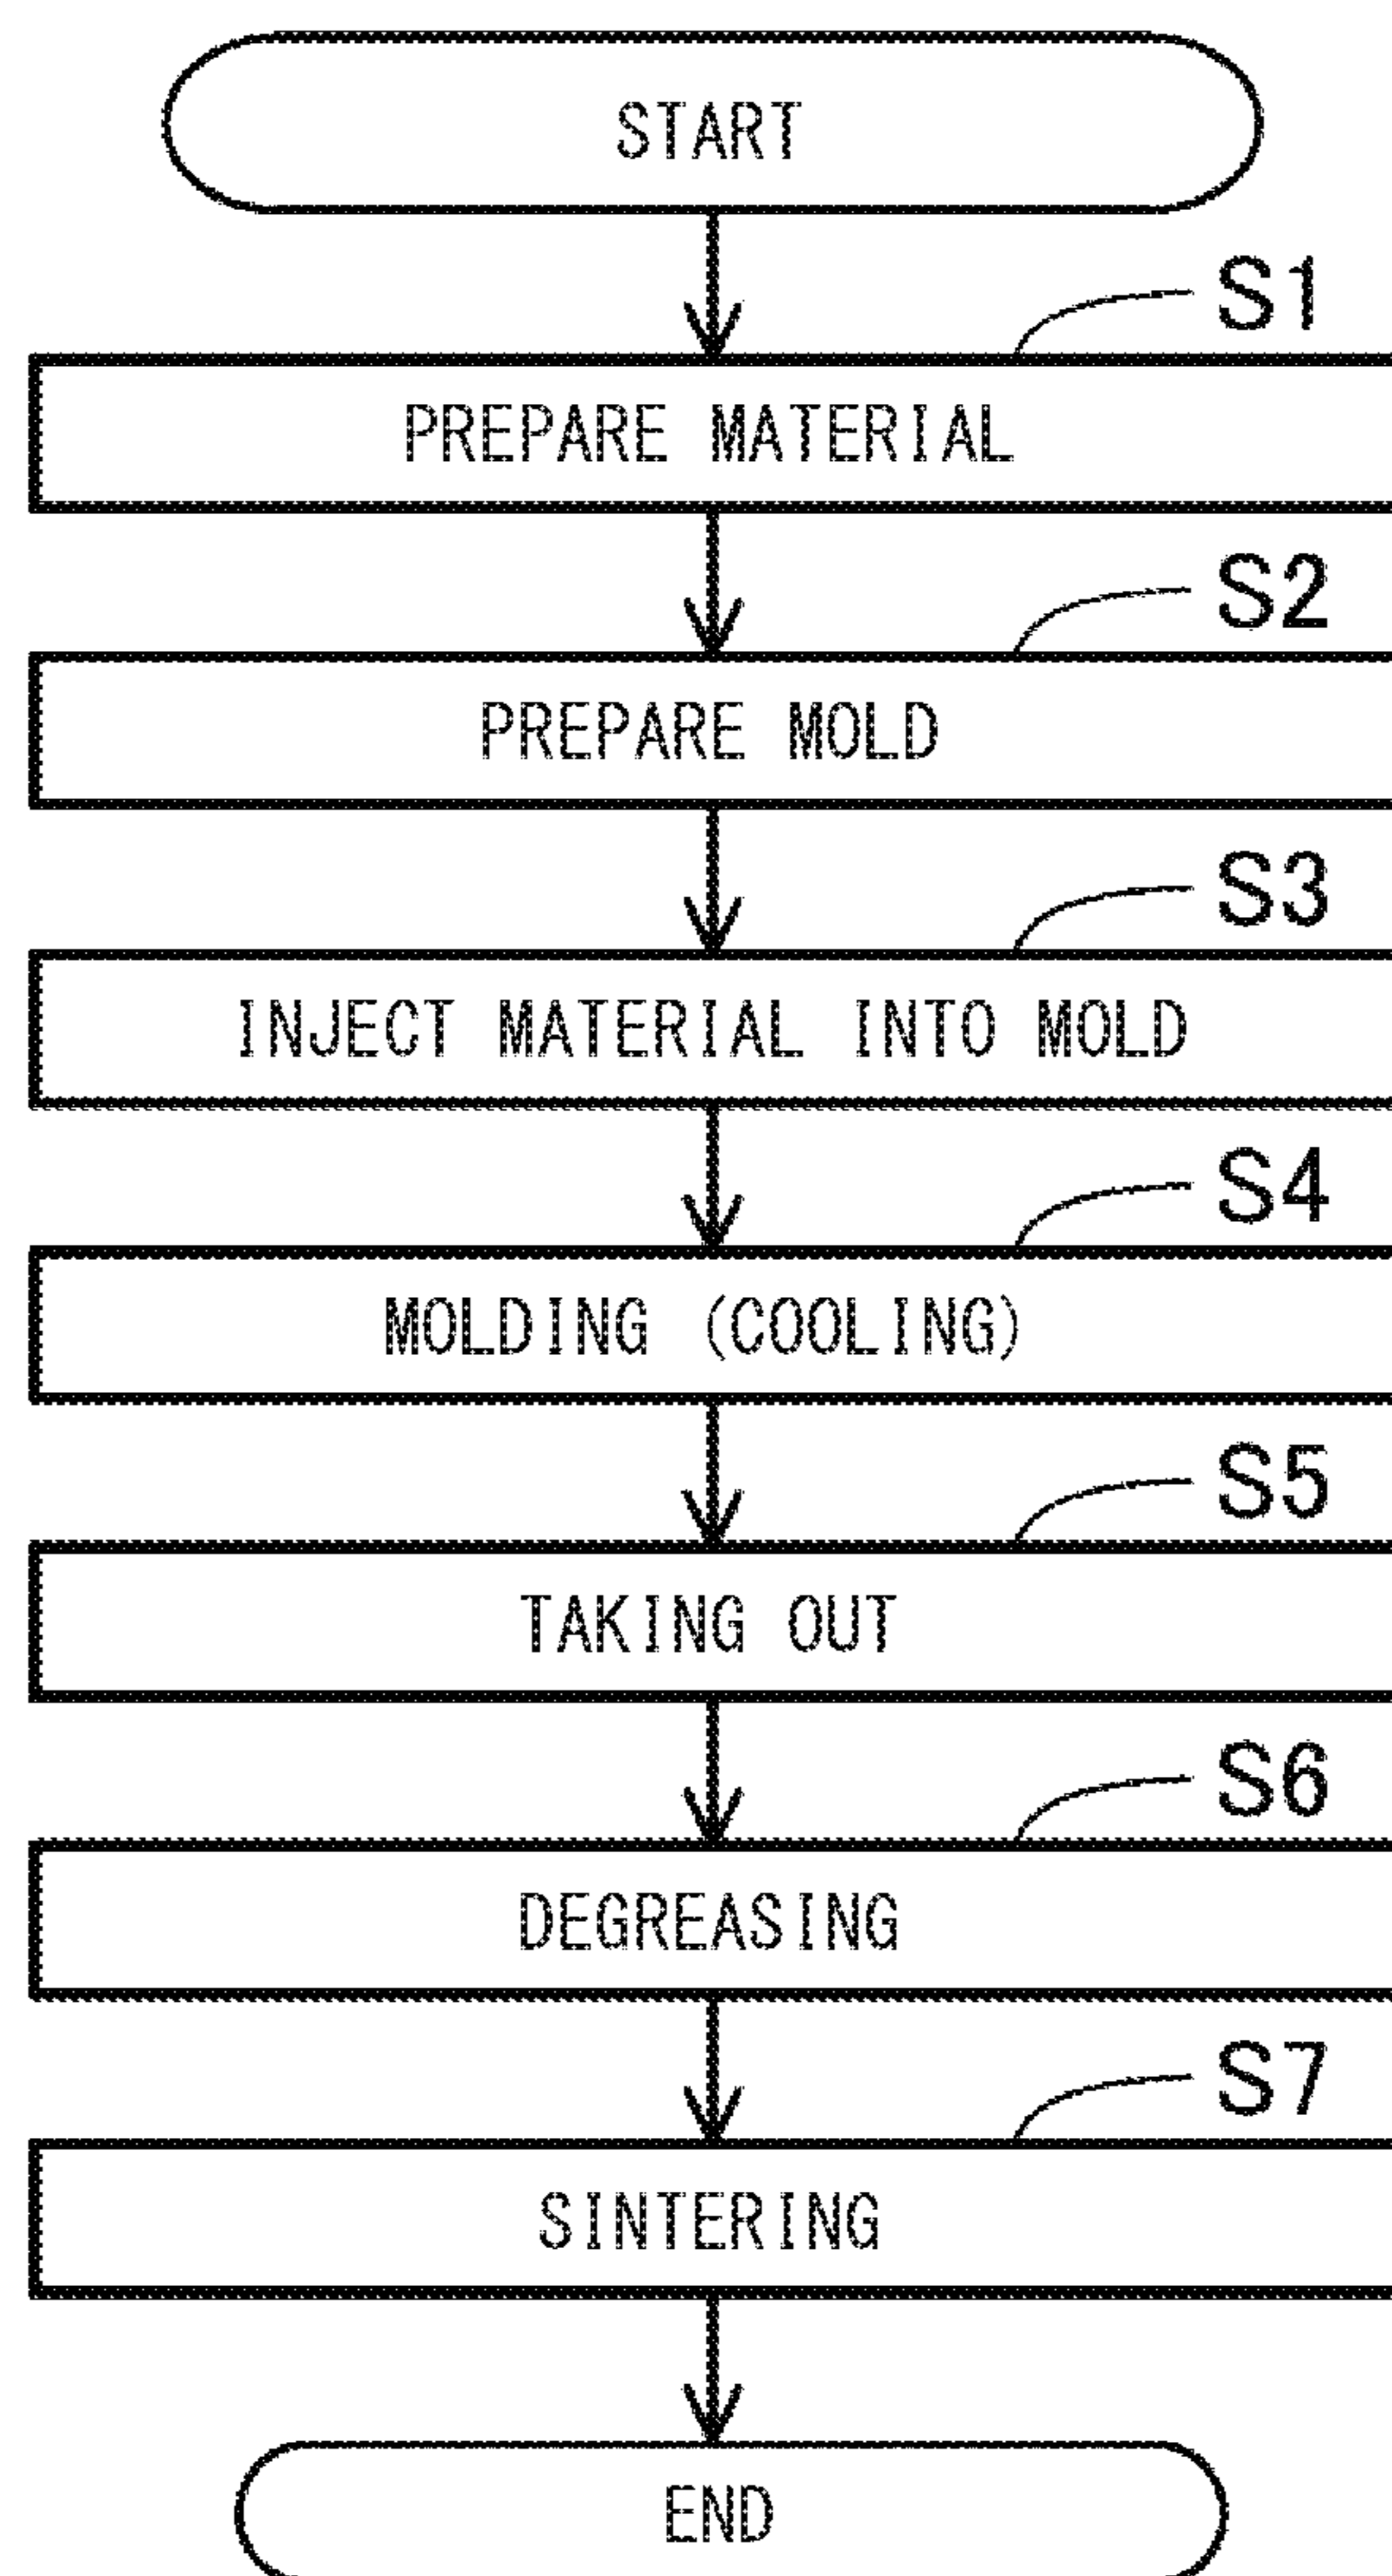 START
S1
PREPARE MATERIAL
S2
PREPARE MOLD
S3
INJECT MATERIAL INTO MOLD
S4
MOLDING (COOLING)
S5
TAKING OUT
S6
DEGREASING
S7
SINTERING
END